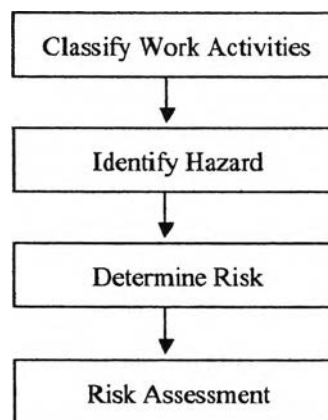 Classify Work Activities
Identify Hazard
Determine Risk
Risk Assessment